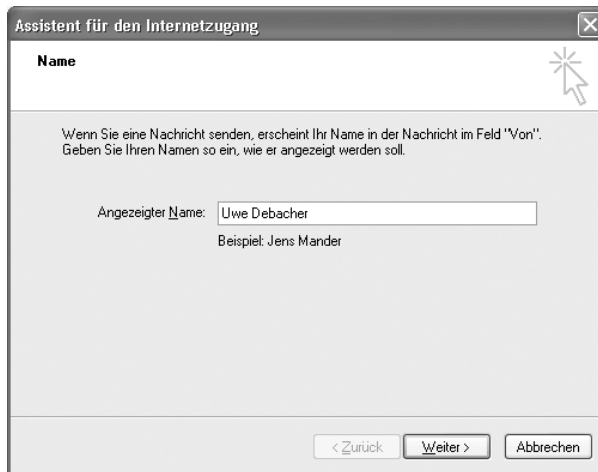 Assistent für den Internetzugang
Name
Wenn Sie eine Nachricht senden, erscheint Ihr Name in der Nachricht im Feld "Von".
Geben Sie Ihren Namen so ein, wie er angezeigt werden soll.
Angezeigter Name: Uwe Debacher
Beispiel: Jens Mander
< Zurück Weiter > Abbrechen